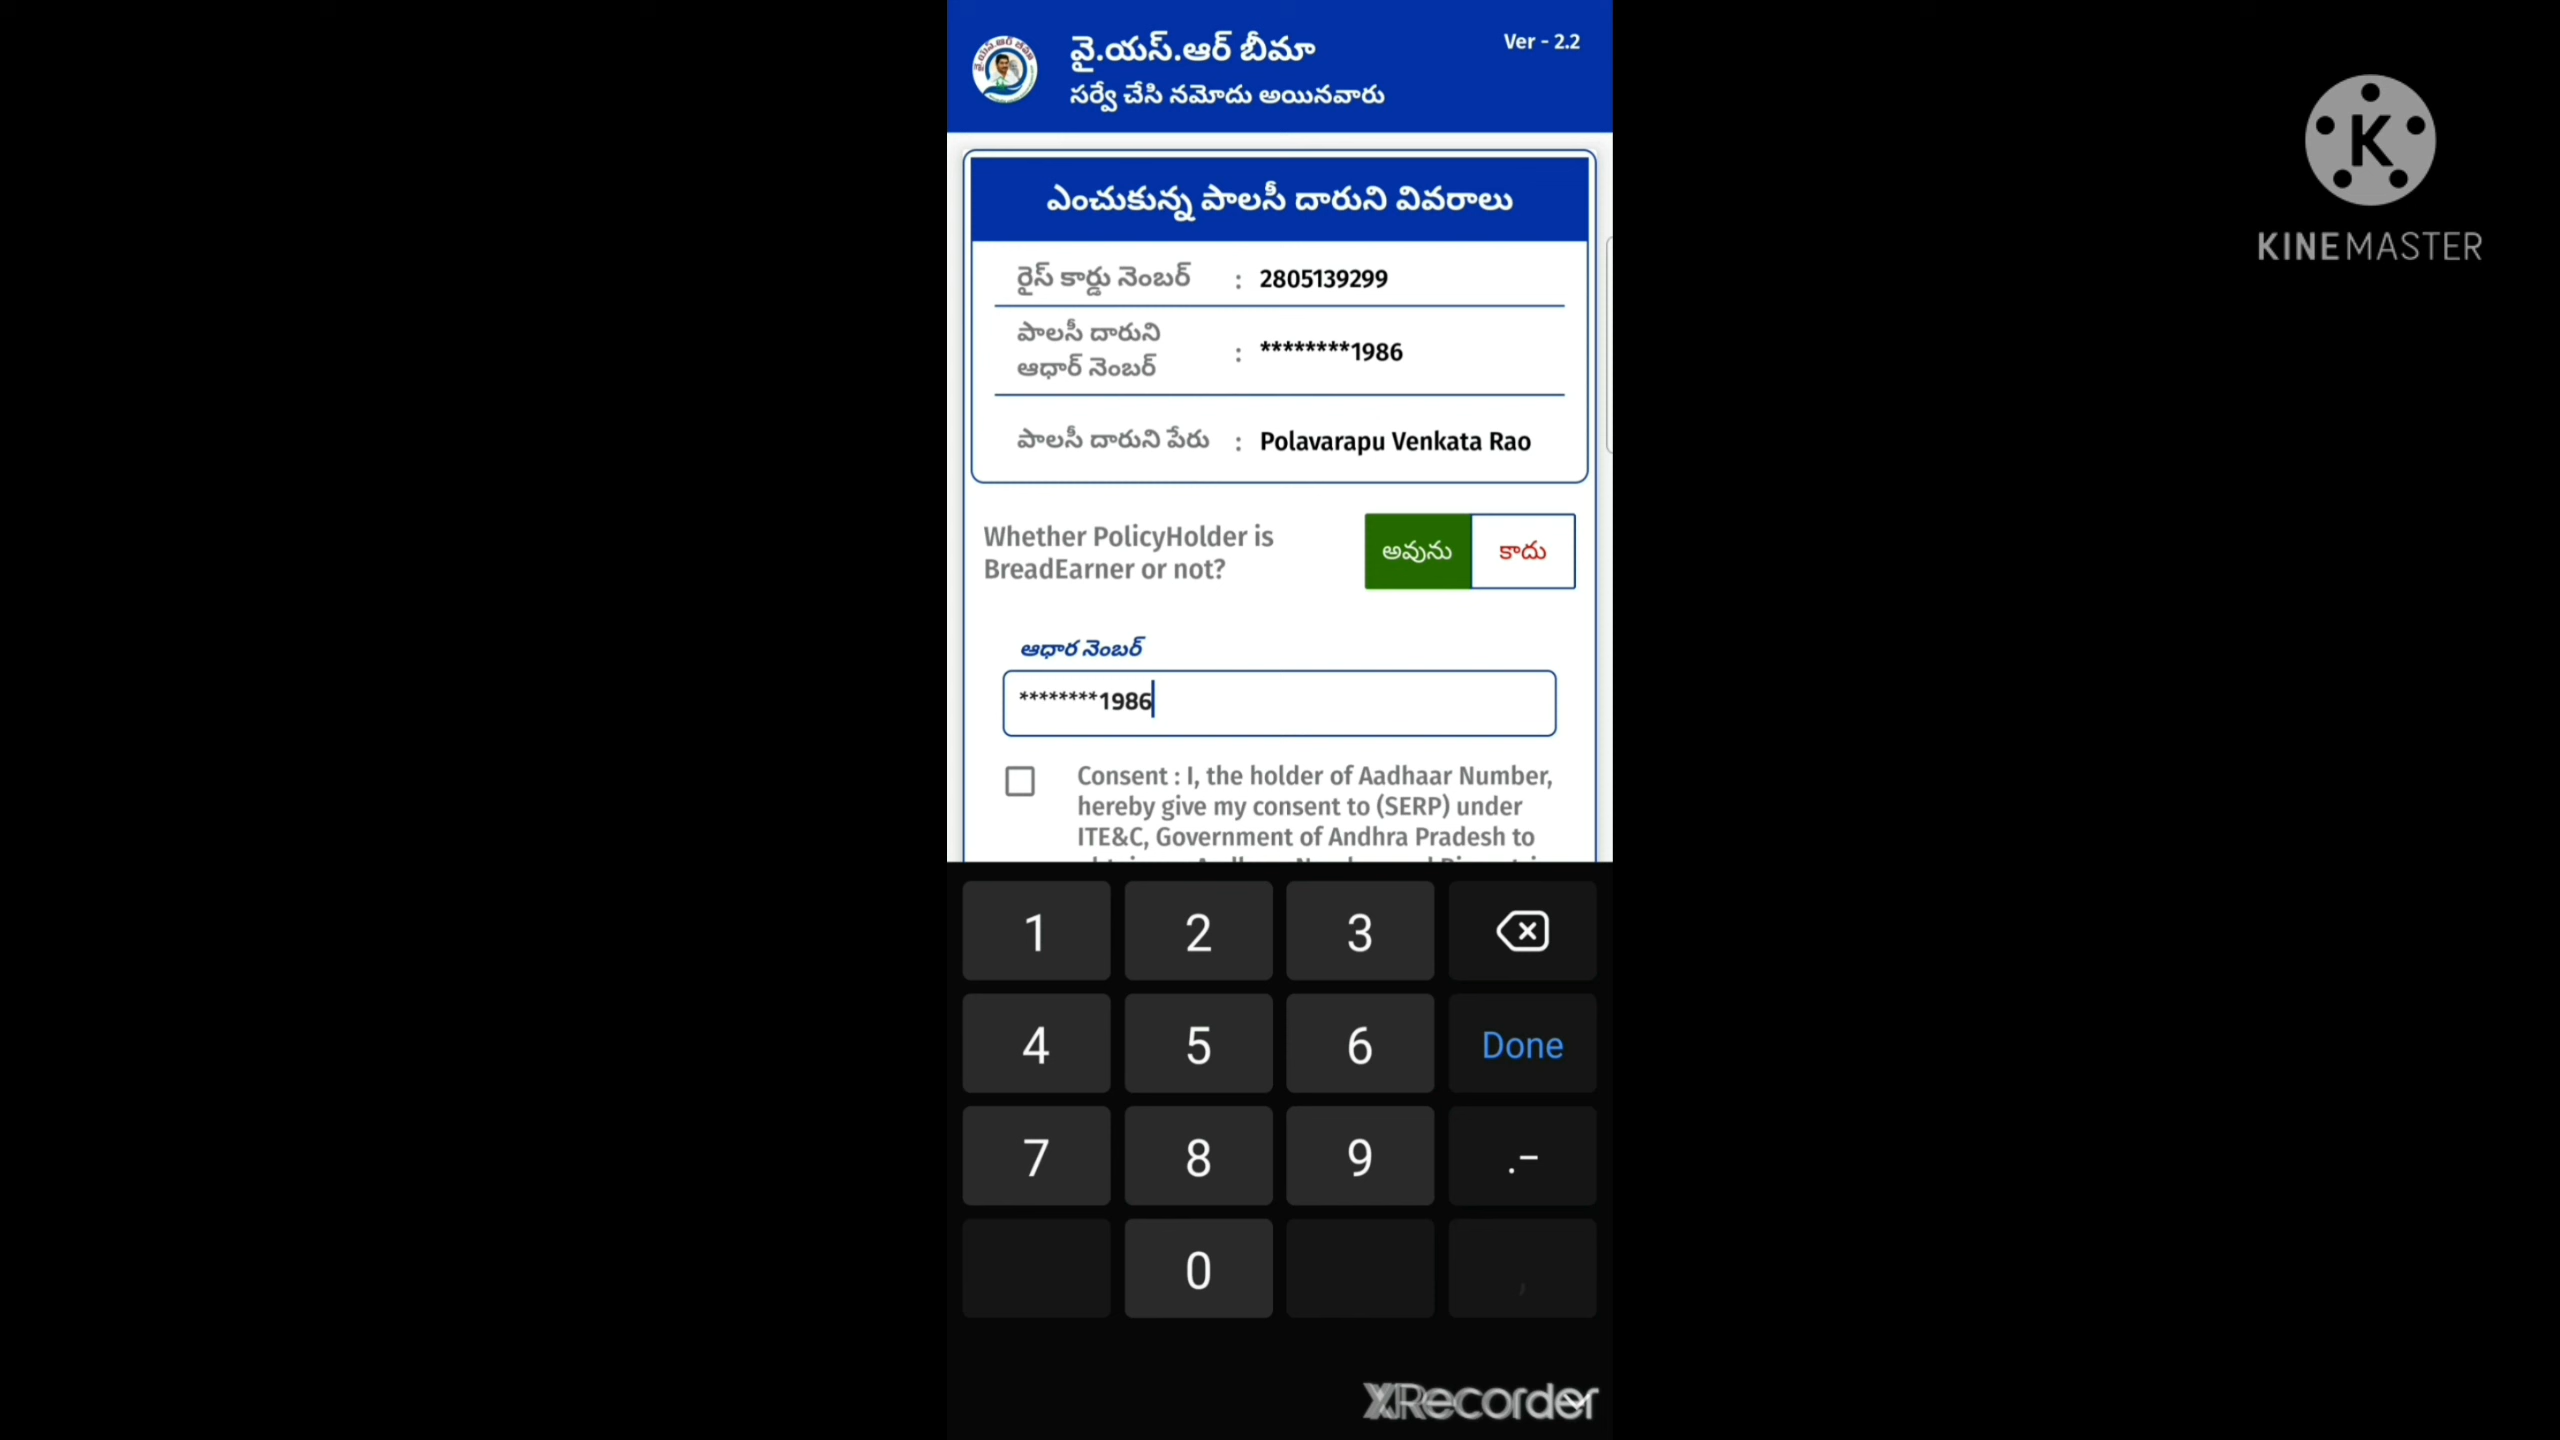 వై.యస్.ఆర్ బీమా
Ver - 2.2
సర్వే చేసి నమోదు అయినవారు
K
KINEMASTER
ఎంచుకున్న పాలసీ దారుని వివరాలు
రైస్ కార్డు నెంబర్ : 2805139299
పాలసీ దారుని
ఆధార్ నెంబర్ : ********1986
పాలసీ దారుని పేరు : Polavarapu Venkata Rao
Whether PolicyHolder is
BreadEarner or not?
అవును కాదు
ఆధార నెంబర్
********1986
Consent : I, the holder of Aadhaar Number,
hereby give my consent to (SERP) under
ITE&C, Government of Andhra Pradesh to
1 2 3
4 5 6 Done
7 8 9 .-
0 ,
XRecorder